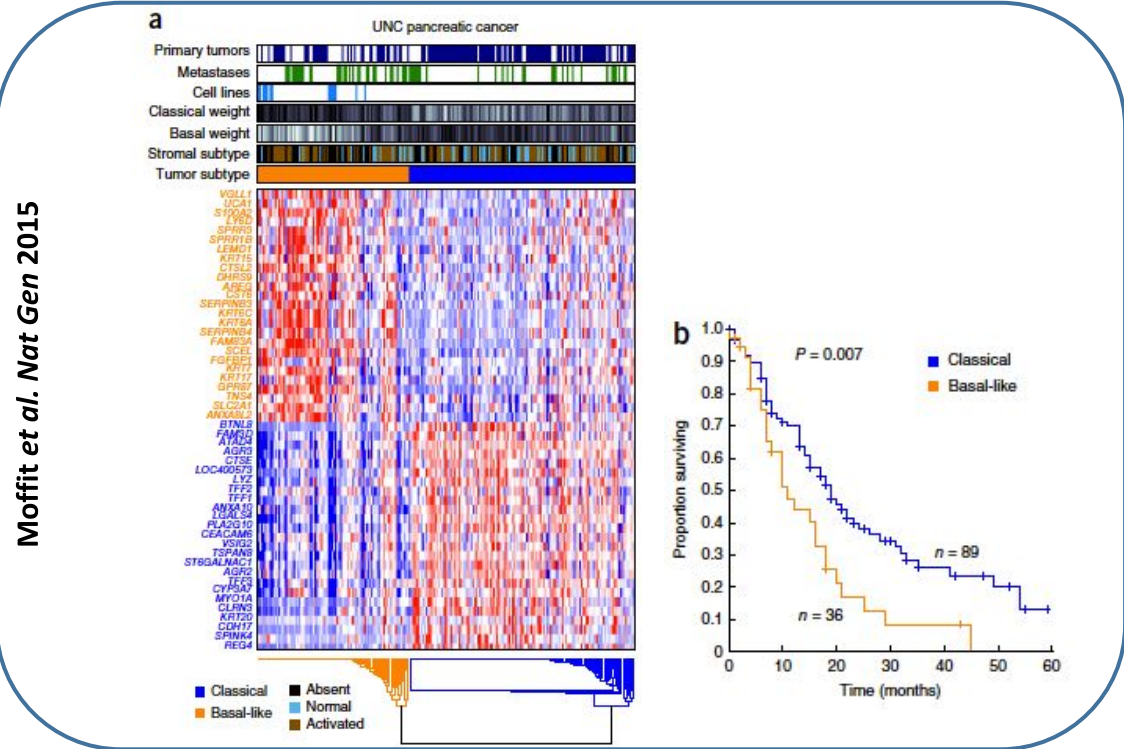 Moffit et al. Nat Gen 2015
a
UNC pancreatic cancer
Primary tumors
Metastases
Cell lines
Classical weight
Basal weight
Stromal subtype
Tumor subtype
VGLL1
UCA1
S100A2
LY6D
SPRR3
SPRR1B
LEMD1
KRT15
CTSL2
DHRS9
AREG
CST6
SERPINB3
KRT6C
KRT6A
SERPINB4
FAM83A
SCEL
FGFBP1
KRT7
KRT17
GPR87
TNS4
SLC2A1
ANXA8L2
BTNL8
FAM3D
ATAD4
AGR3
CTSE
LOC400573
LYZ
TFF2
TFF1
ANXA10
LGALS4
PLA2G10
CEACAM6
VSIG2
TSPAN8
ST6GALNAC1
AGR2
TFF3
CYP3A7
MYO1A
CLRN3
KRT20
CDH17
SPINK4
REG4
Classical
Basal-like
Absent
Normal
Activated
b
P = 0.007
Classical
Basal-like
n = 89
n = 36
Proportion surviving
1.0
0.9
0.8
0.7
0.6
0.5
0.4
0.3
0.2
0.1
0
0 10 20 30 40 50 60
Time (months)